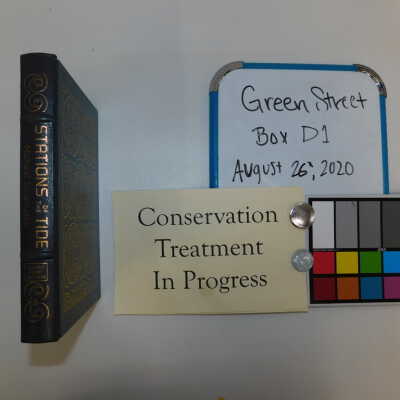 STATIONS OF THE TIDE
Green Street
Box D1
August 26, 2020
Conservation
Treatment
In Progress